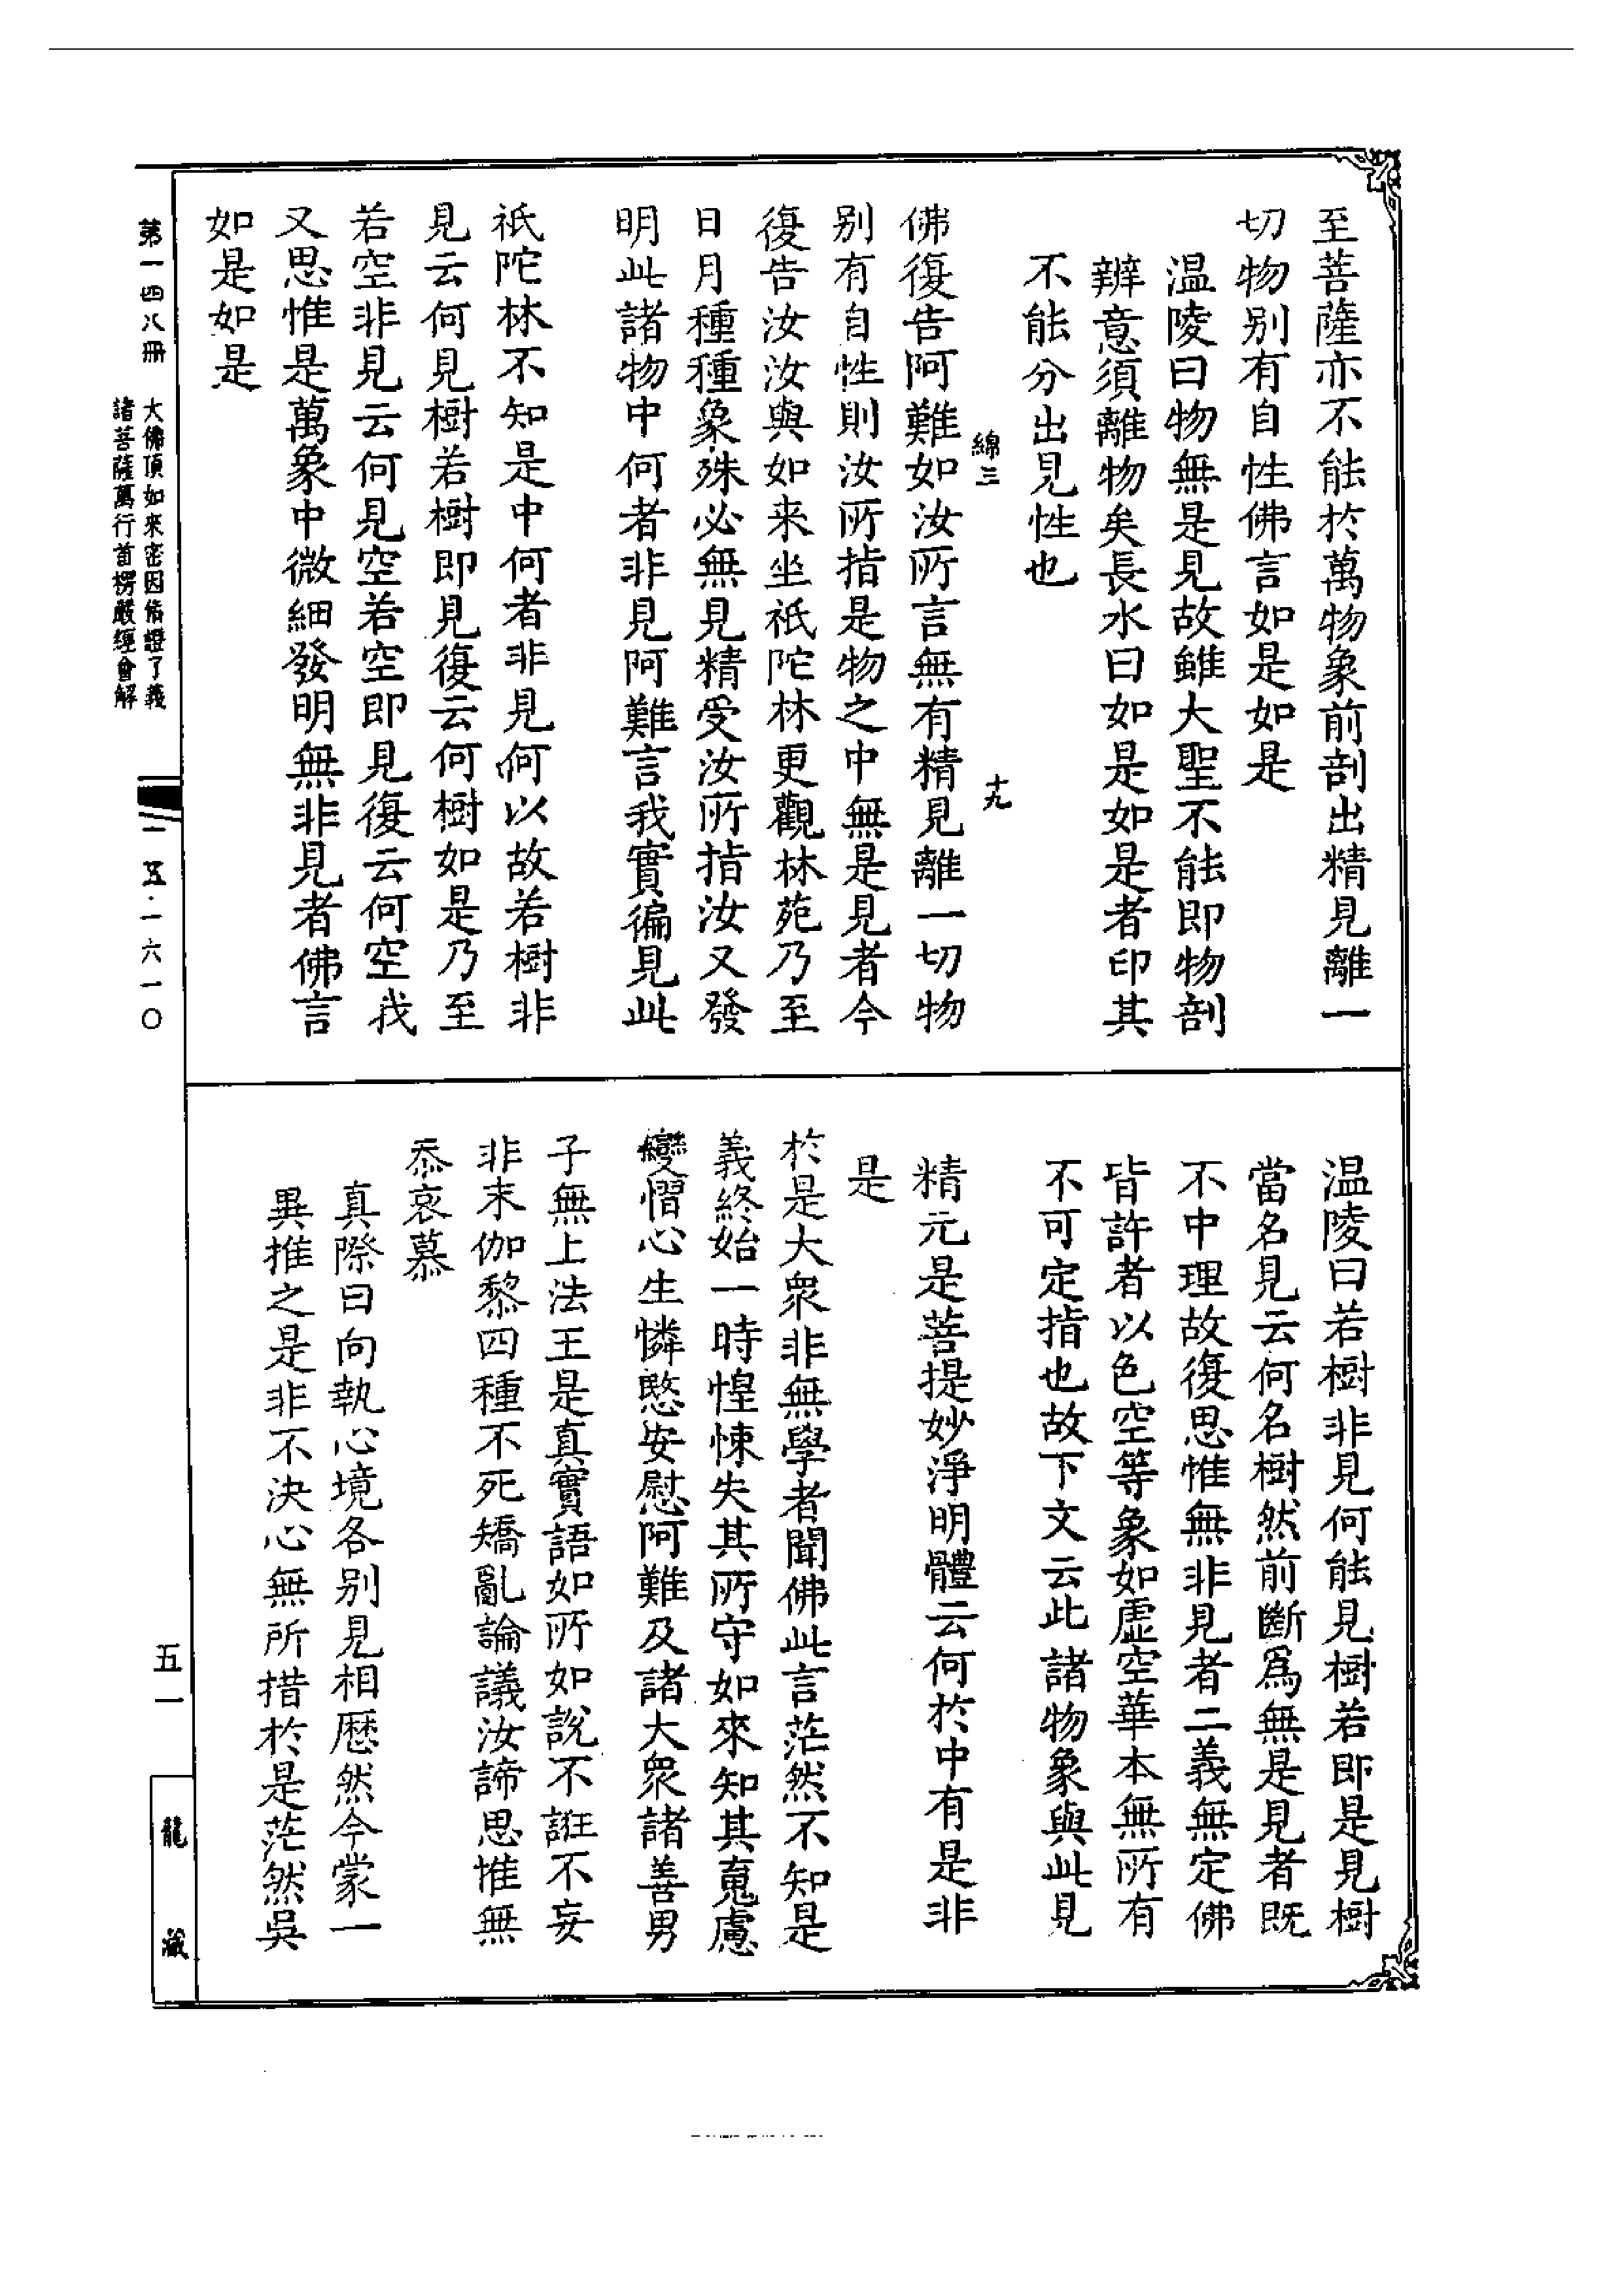 至菩薩亦不能於萬物象前剖出精見離一
切物别有自性佛言如是如是
温陵曰物無是見故雖大聖不能即物剖
辨意須離物矣長水曰如是如是者印其
不能分出見性也
綿三
十九
佛復告阿難如汝所言無有精見離一切物
别有自性則汝所指是物之中無是見者今
復告汝汝與如来坐祇陀林更觀林苑乃至
日月種種象殊必無見精受汝所指汝又發
明此諸物中何者非見阿難言我實徧見此
祇陀林不知是中何者非見何以故若樹非
見云何見樹若樹即見復云何樹如是乃至
若空非見云何見空若空即見復云何空我
又思惟是萬象中微細發明無非見者佛言
如是如是
温陵曰若樹非見何能見樹若即是見樹
當名見云何名樹然前斷為無是見者既
不中理故復思惟無非見者二義無定佛
皆許者以色空等象如虛空華本無所有
不可定指也故下文云此諸物象與此見
精元是菩提妙淨明體云何於中有是非
是
於是大衆非無學者聞佛此言茫然不知是
義終始一時惶悚失其所守如來知其䰟慮
變慴心生憐愍安慰阿難及諸大衆諸善男
子無上法王是真實語如所如說不誑不妄
非末伽黎四種不死矯亂論議汝諦思惟無
忝哀慕
真際曰向執心境各别見相歴然今蒙一
異推之是非不決心無所措於是茫然吳
第一四八冊
大佛頂如來密因脩證了義
諸菩薩萬行首楞嚴經會解
一五·一六一〇
五一
龍藏